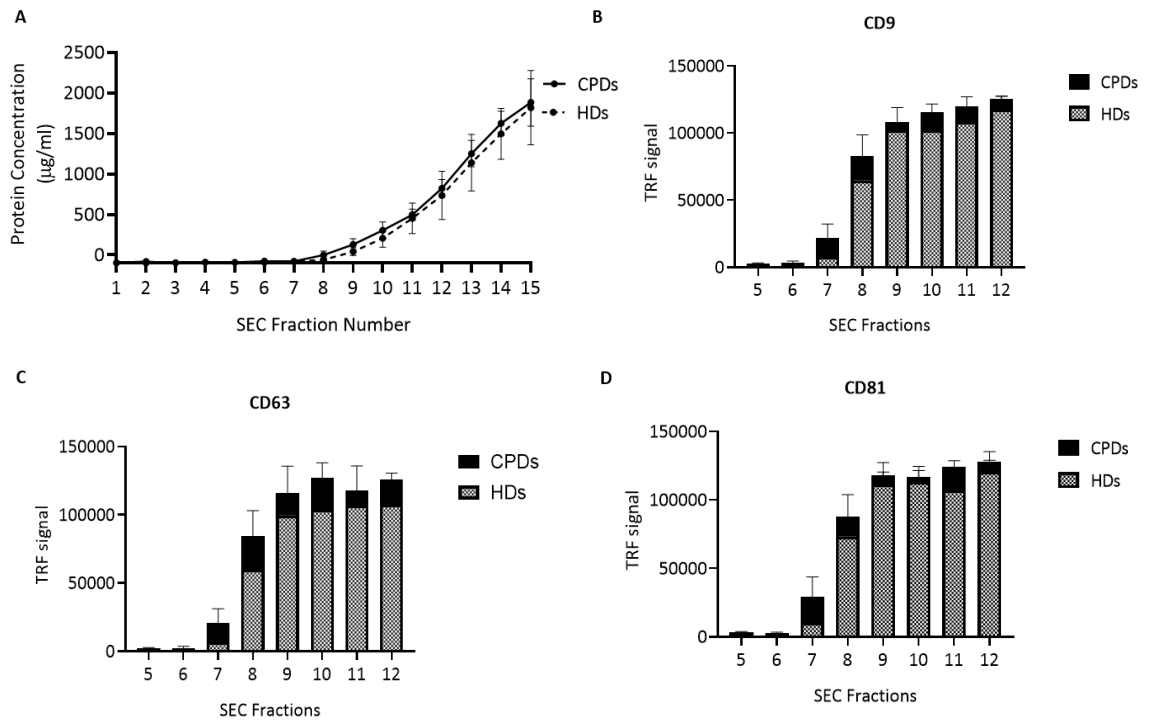 A
Protein Concentration
(µg/ml)
2500
2000
1500
1000
500
0
1 2 3 4 5 6 7 8 9 10 11 12 13 14 15
SEC Fraction Number
CPDs
HDs
B
CD9
TRF signal
150000
100000
50000
0
5 6 7 8 9 10 11 12
SEC Fractions
CPDs
HDs
C
CD63
TRF signal
150000
100000
50000
0
5 6 7 8 9 10 11 12
SEC Fractions
CPDs
HDs
D
CD81
TRF signal
150000
100000
50000
0
5 6 7 8 9 10 11 12
SEC Fractions
CPDs
HDs